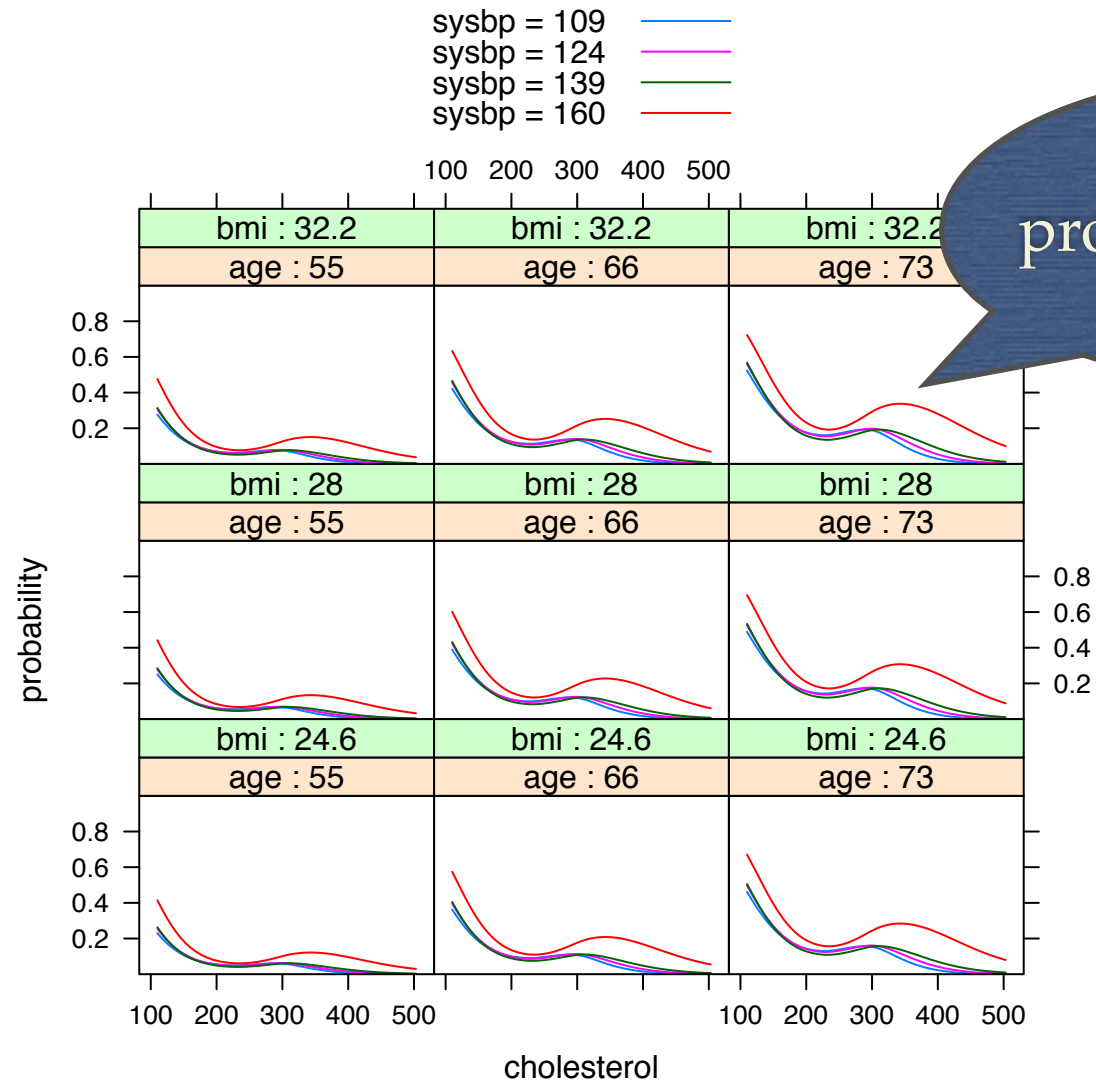 sysbp = 109
sysbp = 124
sysbp = 139
sysbp = 160
100 200 300 400 500
bmi : 32.2 bmi : 32.2 bmi : 32.2
age : 55 age : 66 age : 73
0.8
0.6
0.4
0.2
bmi : 28 bmi : 28 bmi : 28
age : 55 age : 66 age : 73
probability
0.8
0.6
0.4
0.2
bmi : 24.6 bmi : 24.6 bmi : 24.6
age : 55 age : 66 age : 73
0.8
0.6
0.4
0.2
100 200 300 400 500 100 200 300 400 500
cholesterol